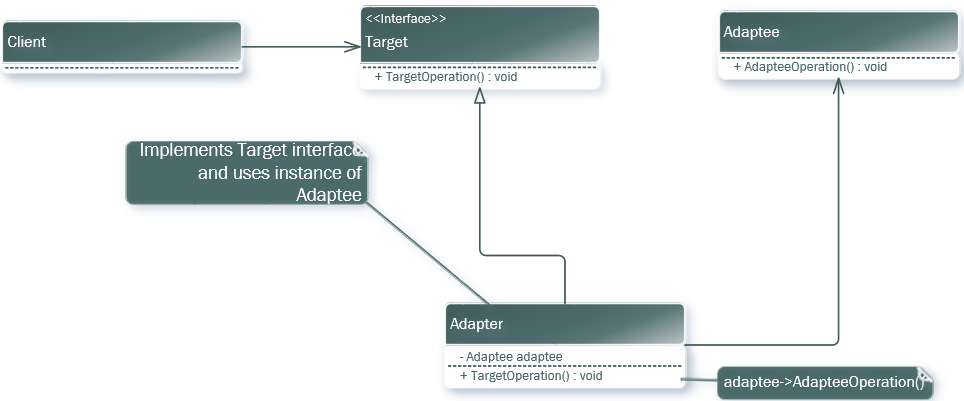 Client
<<Interface>>
Target
+ TargetOperation() : void
Adaptee
+ AdapteeOperation() : void
Implements Target interface
and uses instance of
Adaptee
Adapter
- Adaptee adaptee
+ TargetOperation() : void
adaptee->AdapteeOperation()